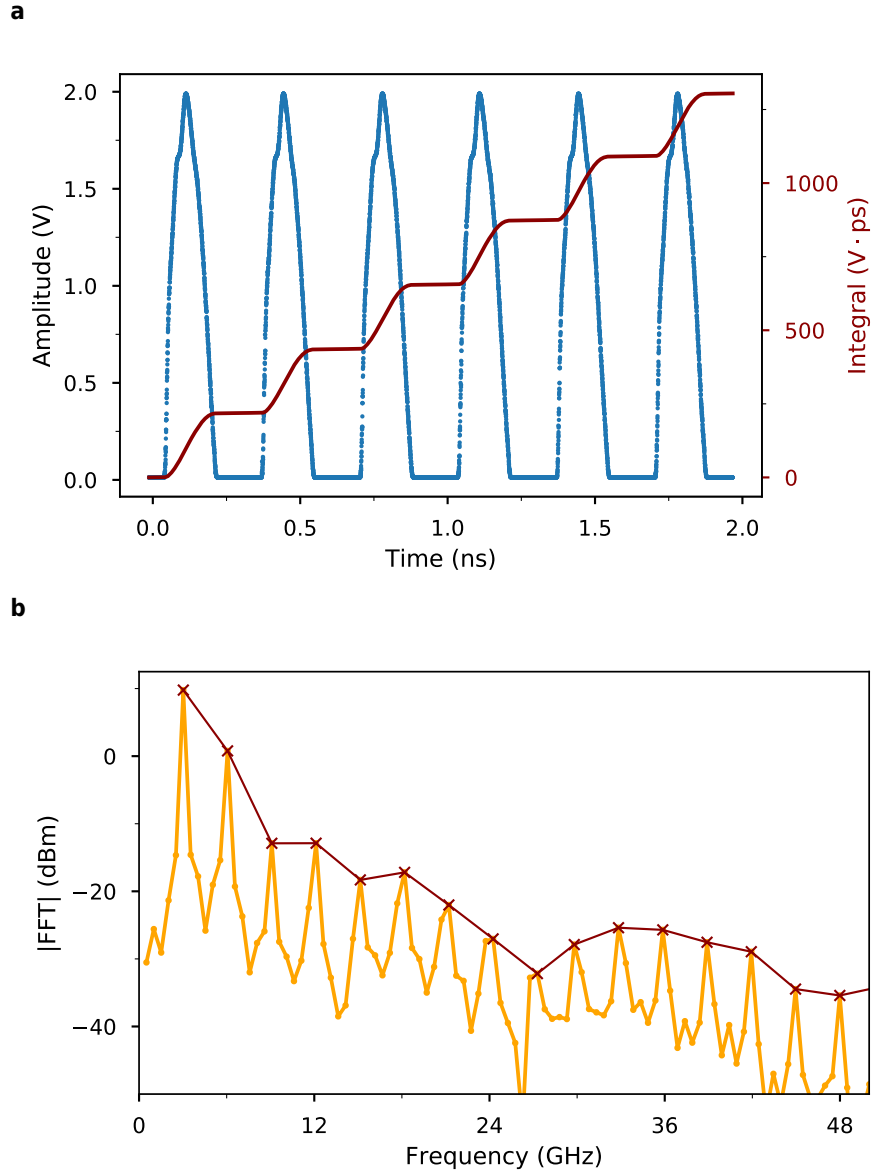 a
2.0
1.5
1.0
0.5
0.0
Amplitude (V)
1000
500
0
Integral (V · ps)
0.0 0.5 1.0 1.5 2.0
Time (ns)
b
0
−20
−40
|FFT| (dBm)
0 12 24 36 48
Frequency (GHz)